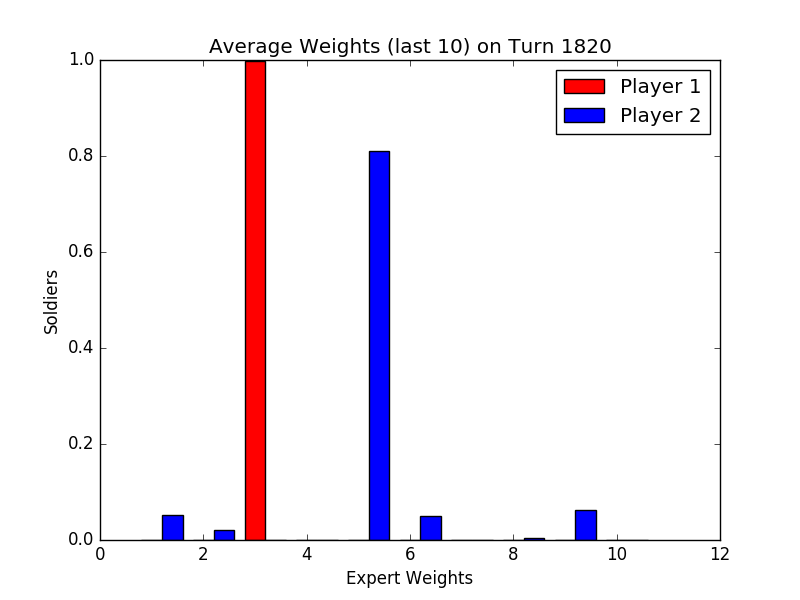 Average Weights (last 10) on Turn 1820
Player 1
Player 2
1.0
0.8
0.6
0.4
0.2
0.0
Soldiers
0 2 4 6 8 10 12
Expert Weights